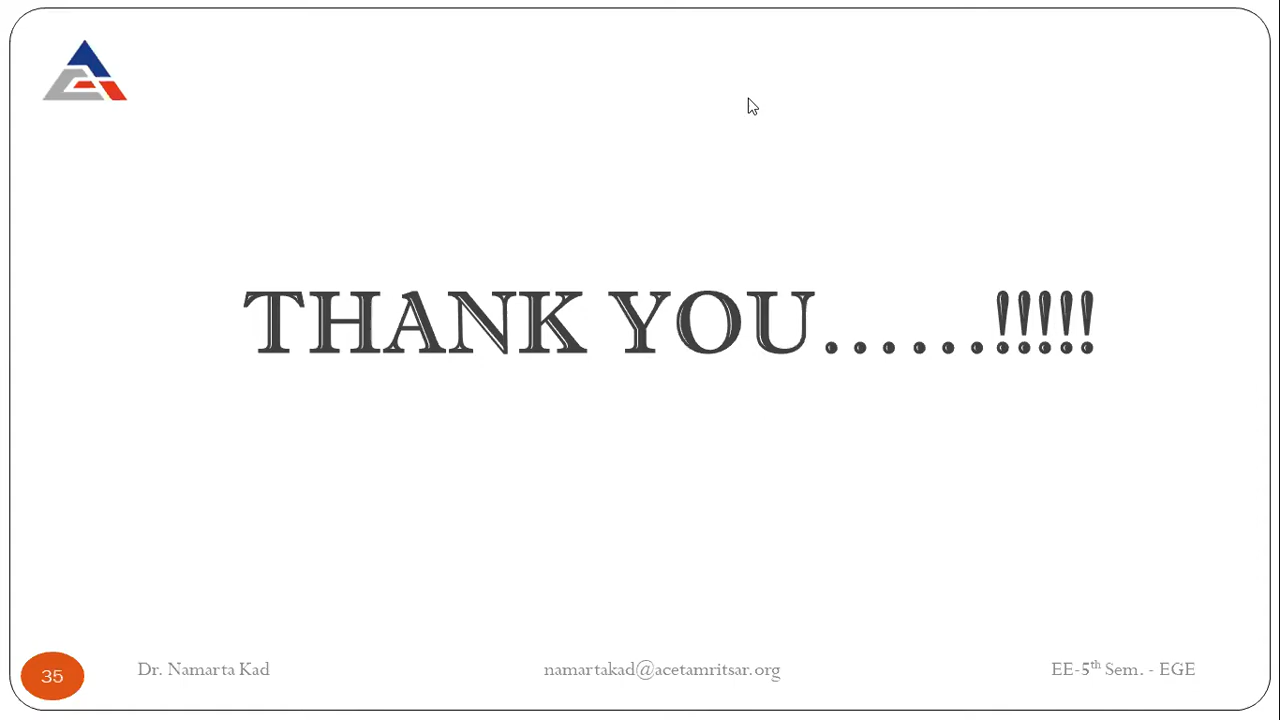 THANK YOU......!!!!!
35
Dr. Namarta Kad
namartakad@acetamritsar.org
EE-5th Sem. - EGE